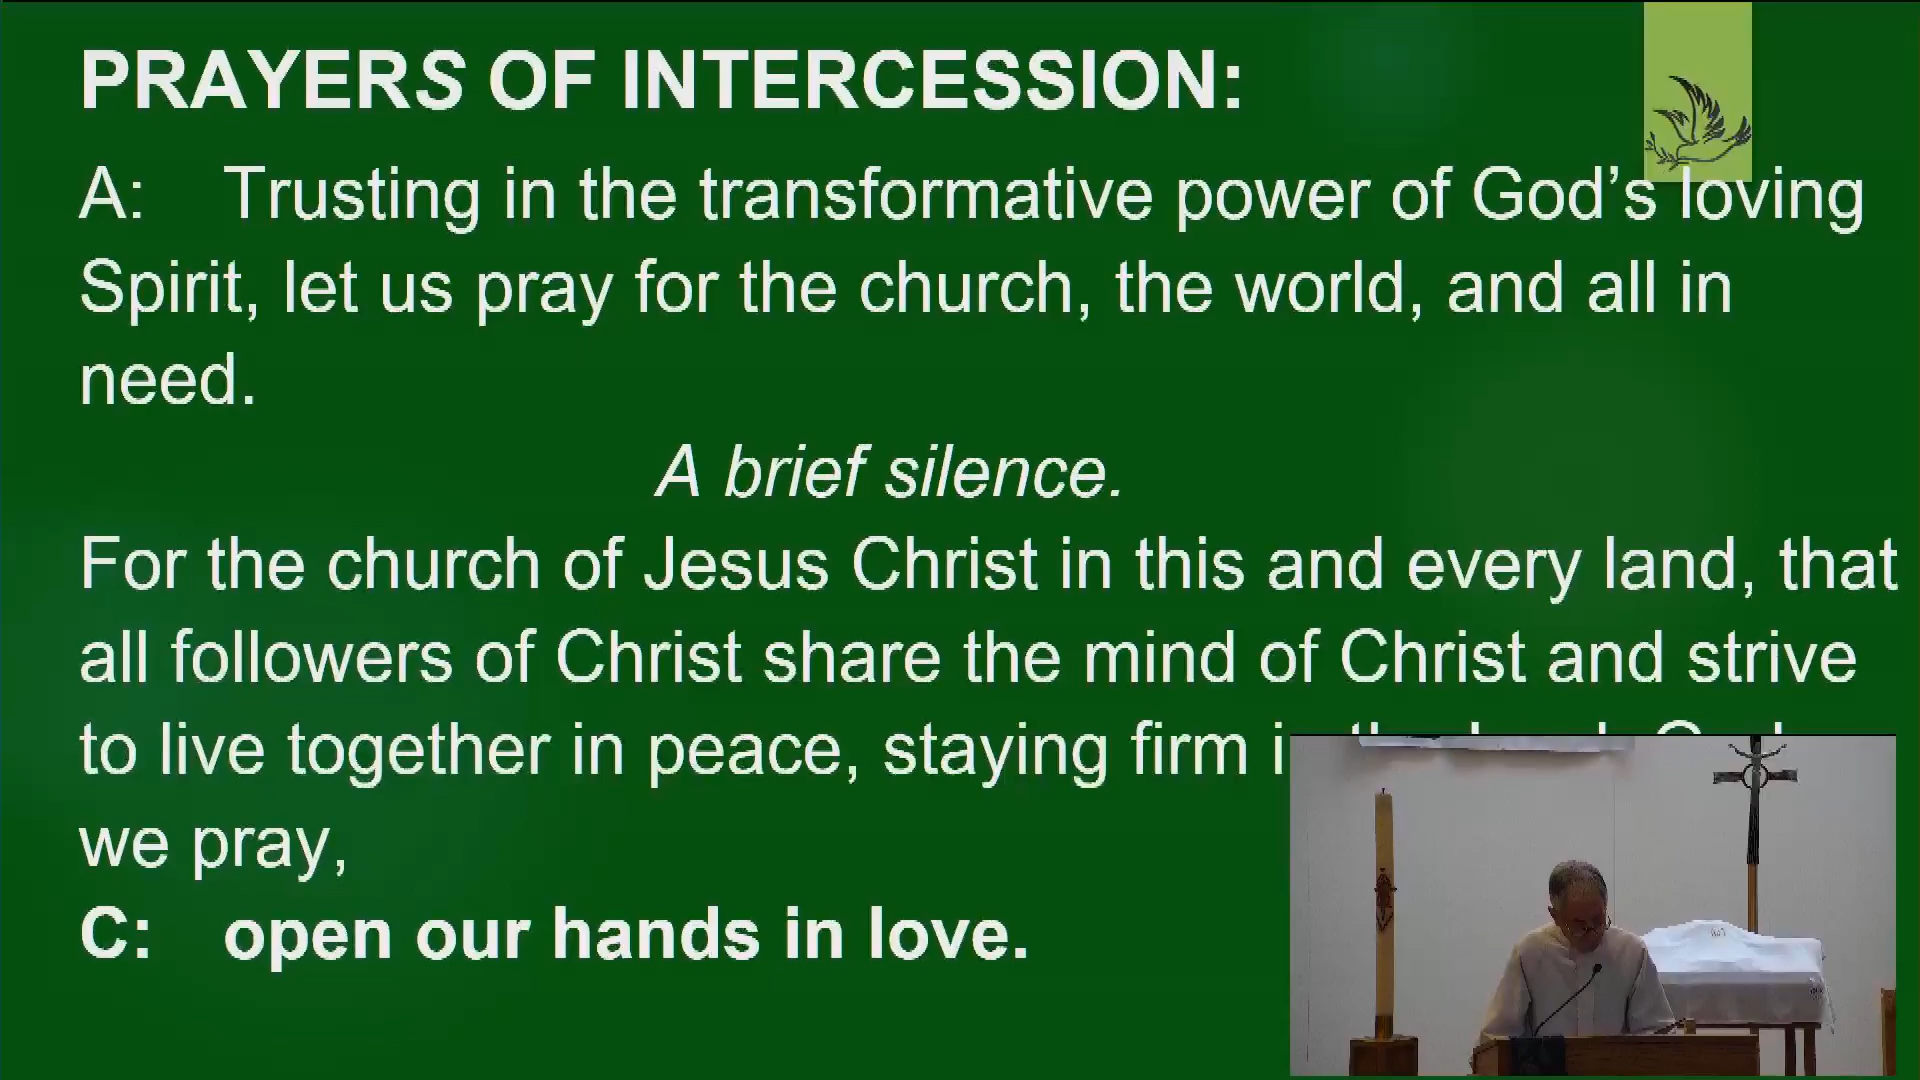 PRAYERS OF INTERCESSION:
A: Trusting in the transformative power of God’s loving
Spirit, let us pray for the church, the world, and all in
need.
A brief silence.
For the church of Jesus Christ in this and every land, that
all followers of Christ share the mind of Christ and strive
to live together in peace, staying firm
we pray,
C: open our hands in love.